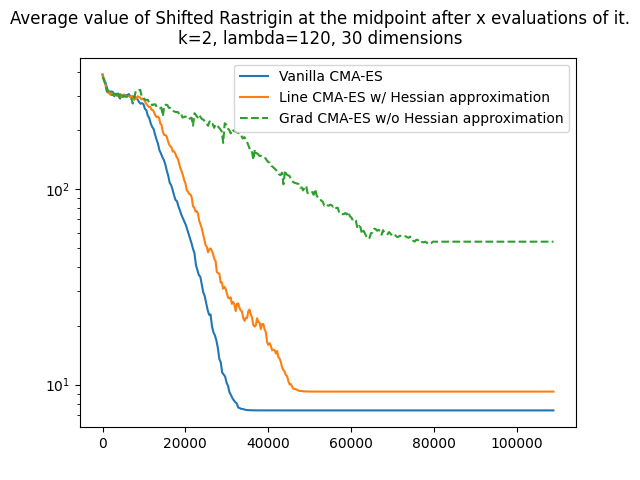 Average value of Shifted Rastrigin at the midpoint after x evaluations of it.
k=2, lambda=120, 30 dimensions
Vanilla CMA-ES
Line CMA-ES w/ Hessian approximation
Grad CMA-ES w/o Hessian approximation
10²
10¹
0 20000 40000 60000 80000 100000